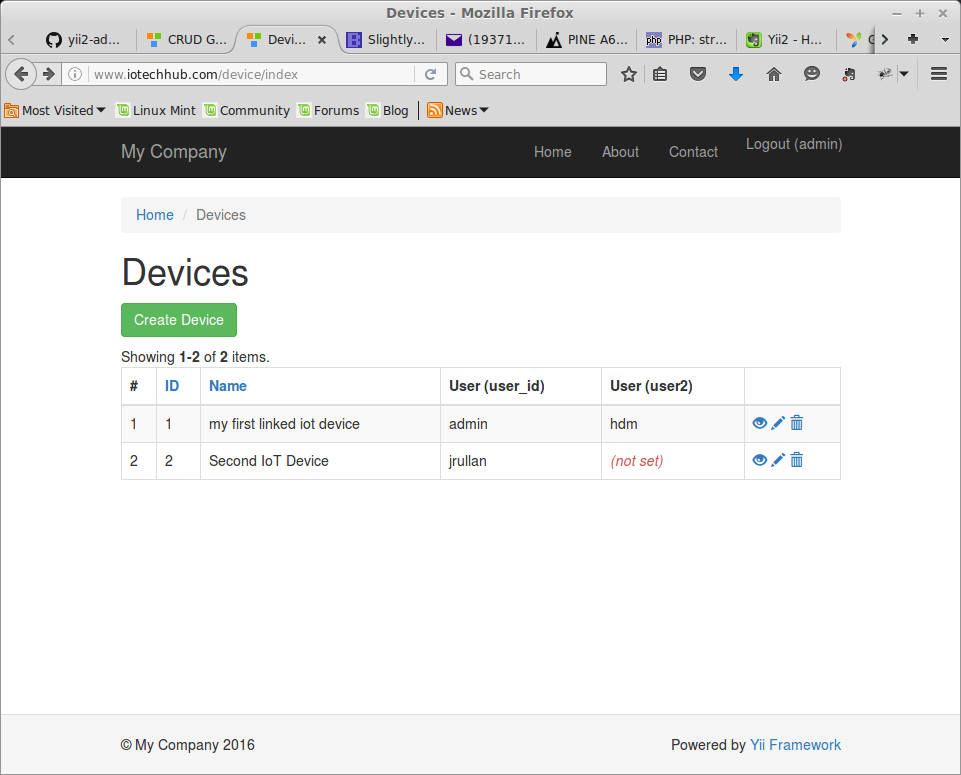 Devices - Mozilla Firefox
yii2-ad... CRUD G... Devi... Slightly... (19371... PINE A6... php PHP: str... Yii2 - H...
www.iotechhub.com/device/index Search
Most Visited Linux Mint Community Forums Blog News
My Company Home About Contact Logout (admin)
Home / Devices
Devices
Create Device
Showing 1-2 of 2 items.
# ID Name User (user_id) User (user2)
1 1 my first linked iot device admin hdm
2 2 Second IoT Device jrullan (not set)
© My Company 2016 Powered by Yii Framework